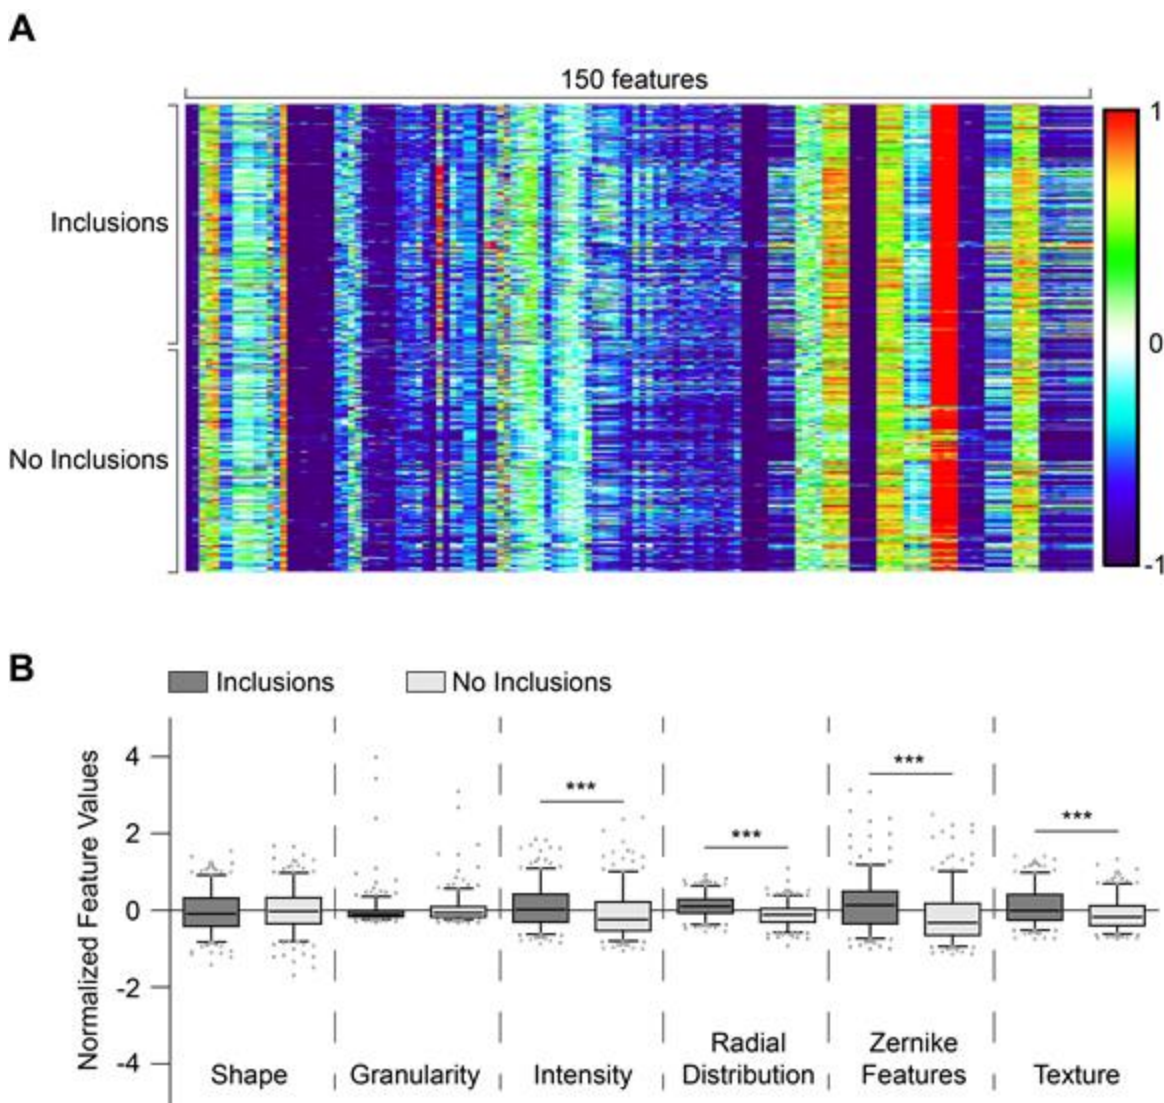 A
150 features
Inclusions
No Inclusions
1
0
-1
B
Inclusions
No Inclusions
Normalized Feature Values
4
2
0
-2
-4
***
***
***
***
Shape
Granularity
Intensity
Radial
Distribution
Zernike
Features
Texture